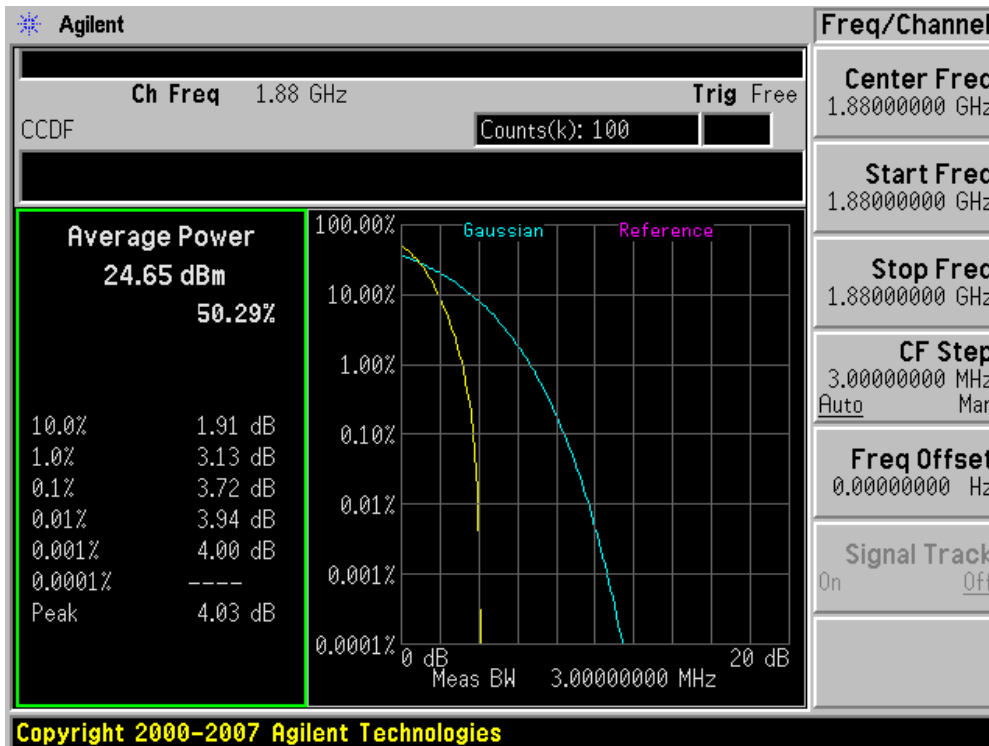 Agilent
Freq/Channel
Ch Freq 1.88 GHz Trig Free
CCDF Counts(k): 100
Average Power
24.65 dBm
50.29%
10.0% 1.91 dB
1.0% 3.13 dB
0.1% 3.72 dB
0.01% 3.94 dB
0.001% 4.00 dB
0.0001% ----
Peak 4.03 dB
Gaussian Reference
100.00%
10.00%
1.00%
0.10%
0.01%
0.001%
0.0001%
0 dB 20 dB
Meas BW 3.00000000 MHz
Center Freq
1.88000000 GHz
Start Freq
1.88000000 GHz
Stop Freq
1.88000000 GHz
CF Step
3.00000000 MHz
Auto Man
Freq Offset
0.00000000 Hz
Signal Track
On Off
Copyright 2000-2007 Agilent Technologies